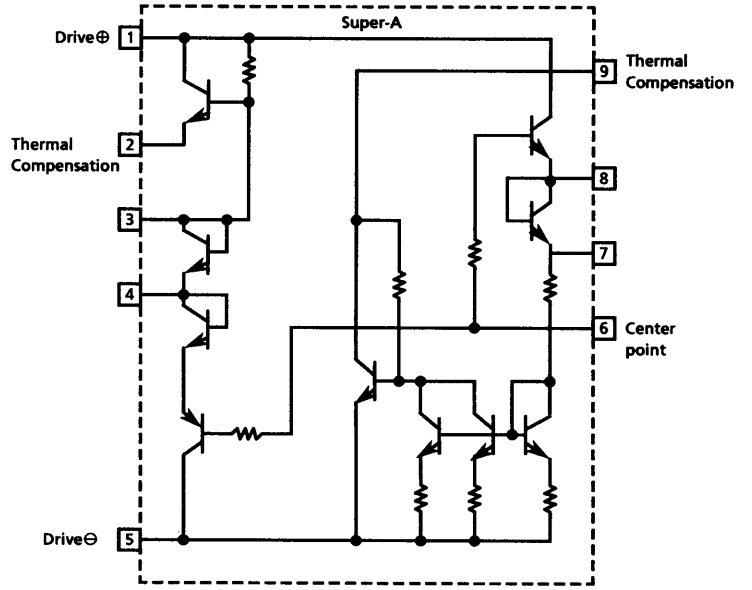 Super-A
Drive⊕ 1
9 Thermal
Compensation
Thermal 2
Compensation
8
3
7
4
6 Center
point
Drive⊖ 5